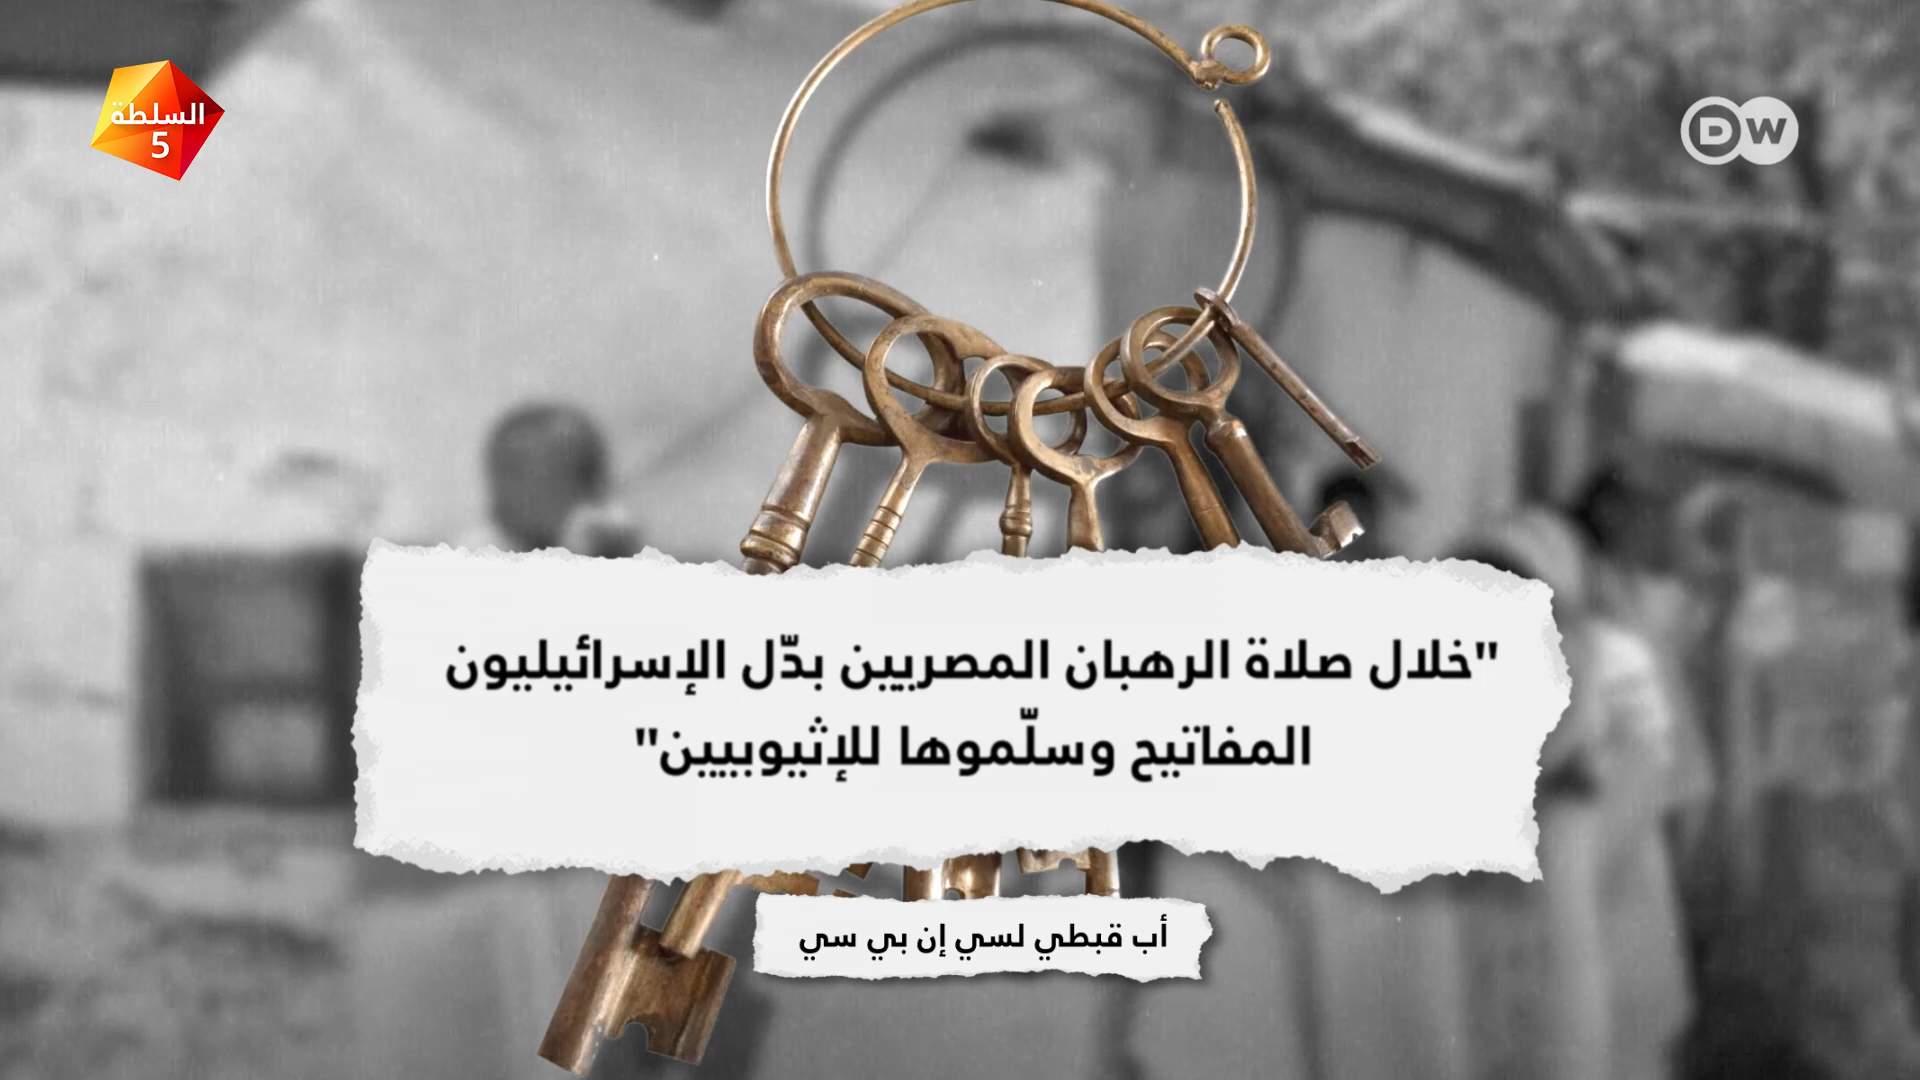 السلطة
5
DW
"خلال صلاة الرهبان المصريين بدّل الإسرائيليون
المفاتيح وسلّموها للإثيوبيين"
أب قبطي لسي إن بي سي